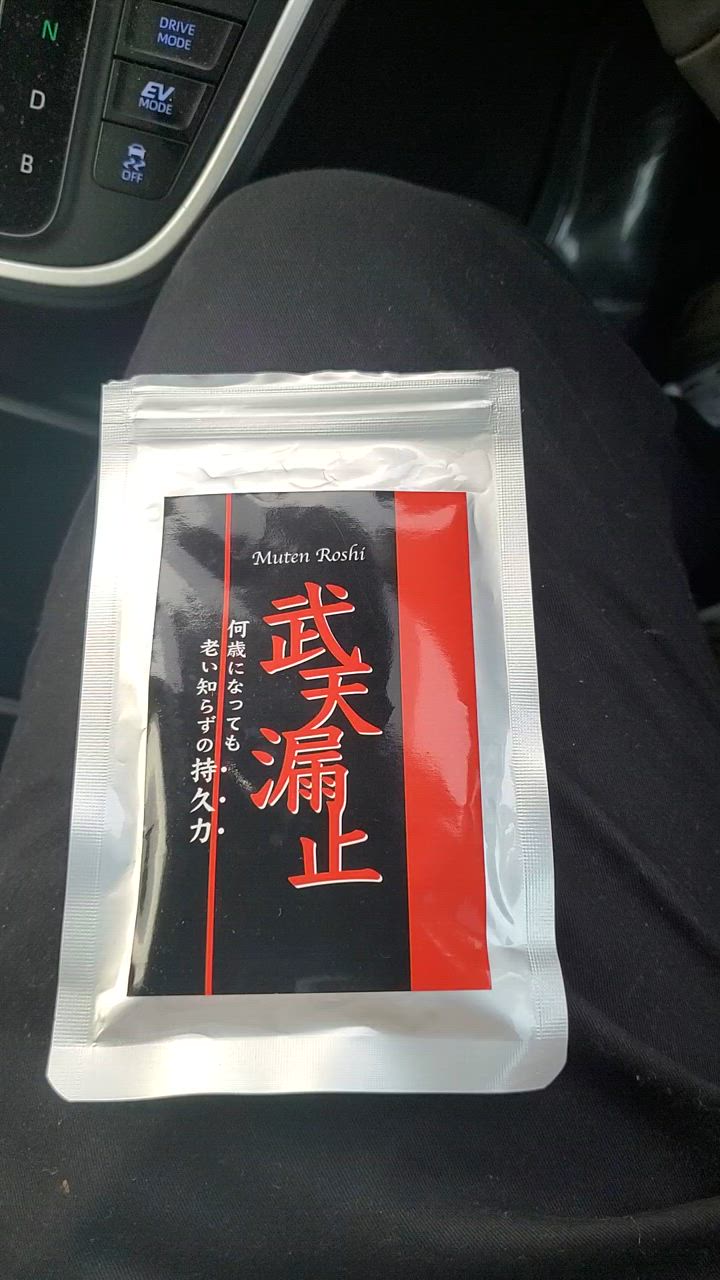 N
D
B
DRIVE
MODE
EV
MODE
OFF
Muten Roshi
武天漏止
何歳になっても
老い知らずの持久力